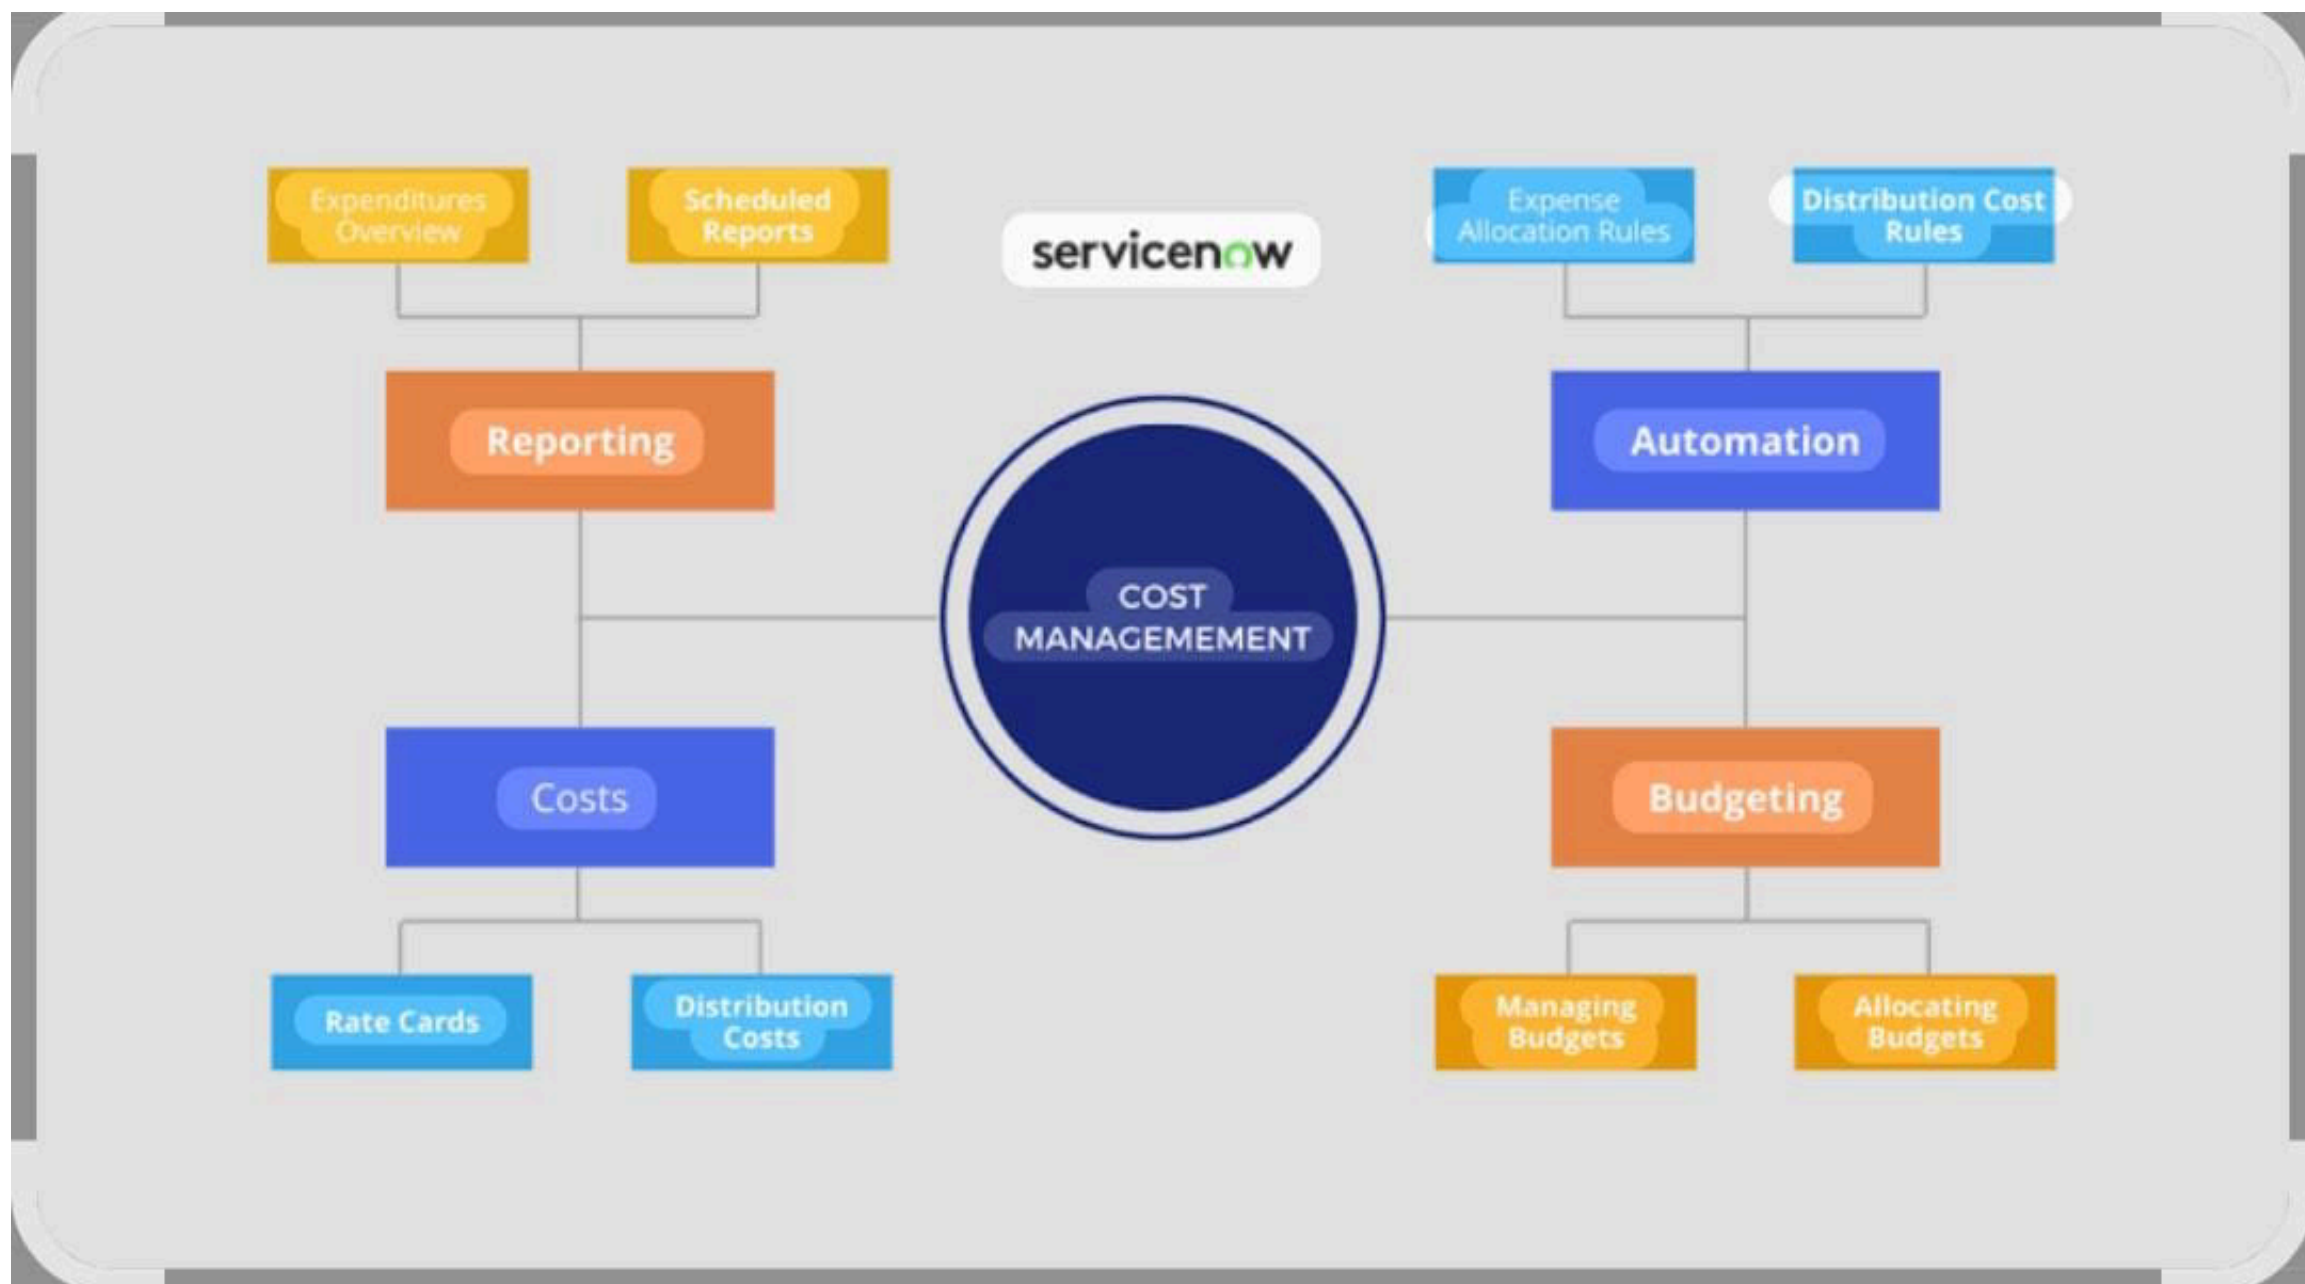 Expenditures
Overview
Scheduled
Reports
servicenow
Expense
Allocation Rules
Distribution Cost
Rules
Reporting
Automation
COST
MANAGEMEMENT
Costs
Budgeting
Rate Cards
Distribution
Costs
Managing
Budgets
Allocating
Budgets